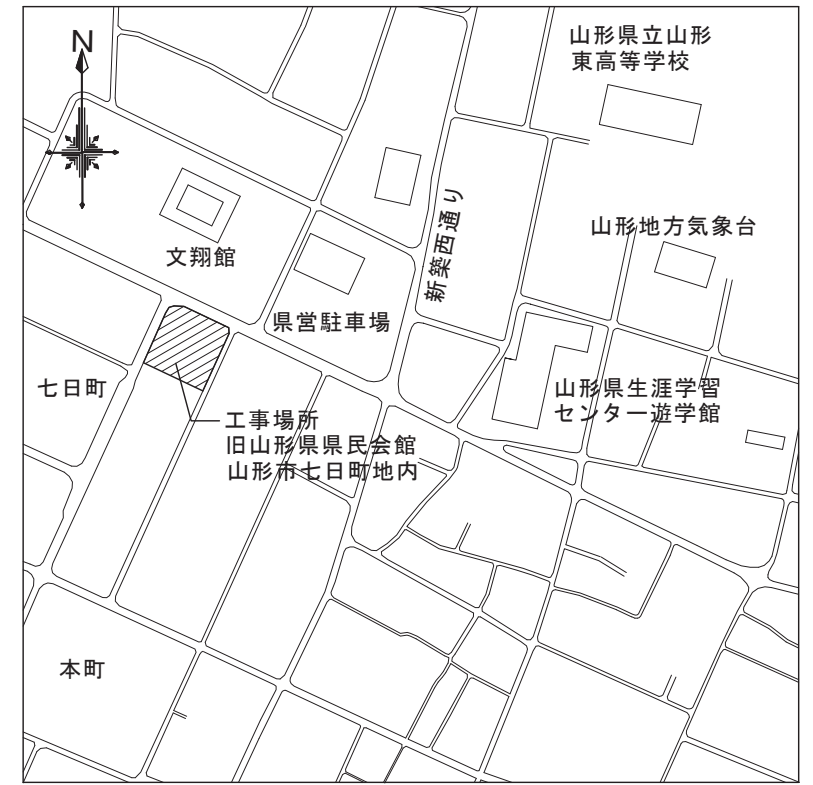 N
山形県立山形
東高等学校
新築西通り
山形地方気象台
文翔館
県営駐車場
七日町
山形県生涯学習
センター遊学館
工事場所
旧山形県県民会館
山形市七日町地内
本町